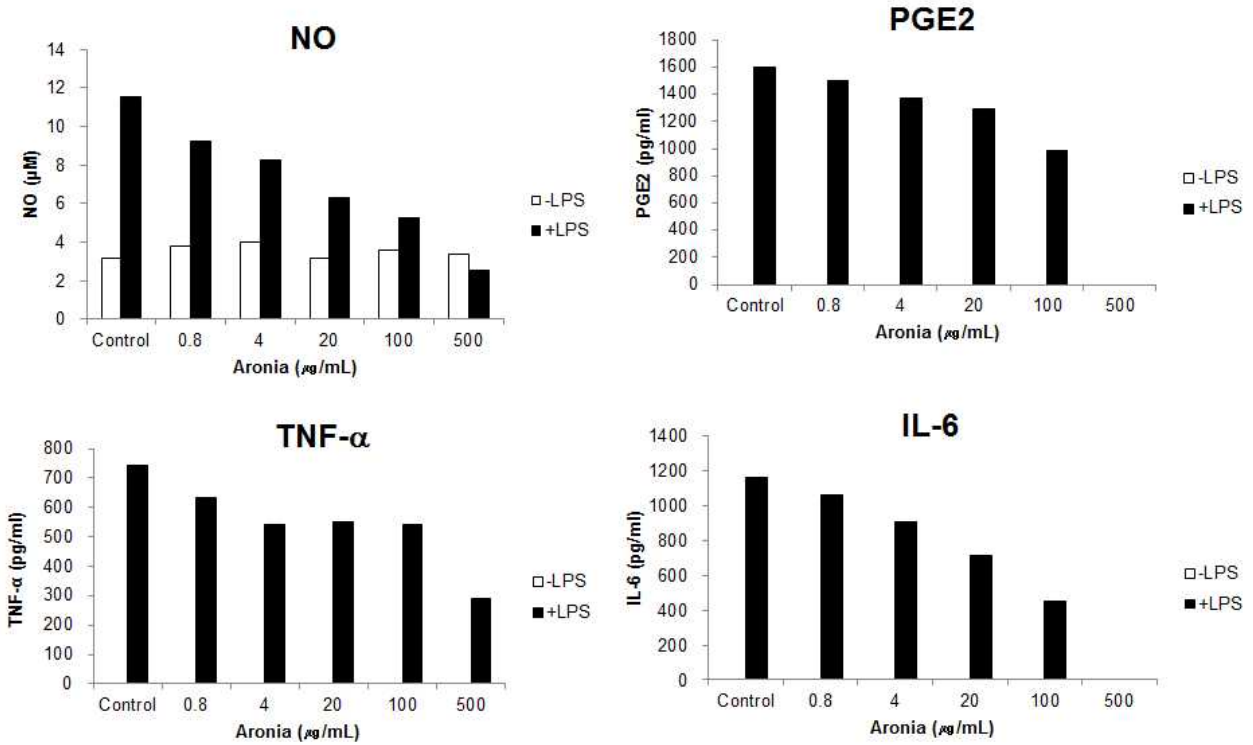 NO
14
12
10
8
6
4
2
0
NO (μM)
Control 0.8 4 20 100 500
Aronia (㎍/mL)
-LPS
+LPS
PGE2
1800
1600
1400
1200
1000
800
600
400
200
0
PGE2 (pg/ml)
Control 0.8 4 20 100 500
Aronia (㎍/mL)
-LPS
+LPS
TNF-α
800
700
600
500
400
300
200
100
0
TNF-α (pg/ml)
Control 0.8 4 20 100 500
Aronia (㎍/mL)
-LPS
+LPS
IL-6
1400
1200
1000
800
600
400
200
0
IL-6 (pg/ml)
Control 0.8 4 20 100 500
Aronia (㎍/mL)
-LPS
+LPS